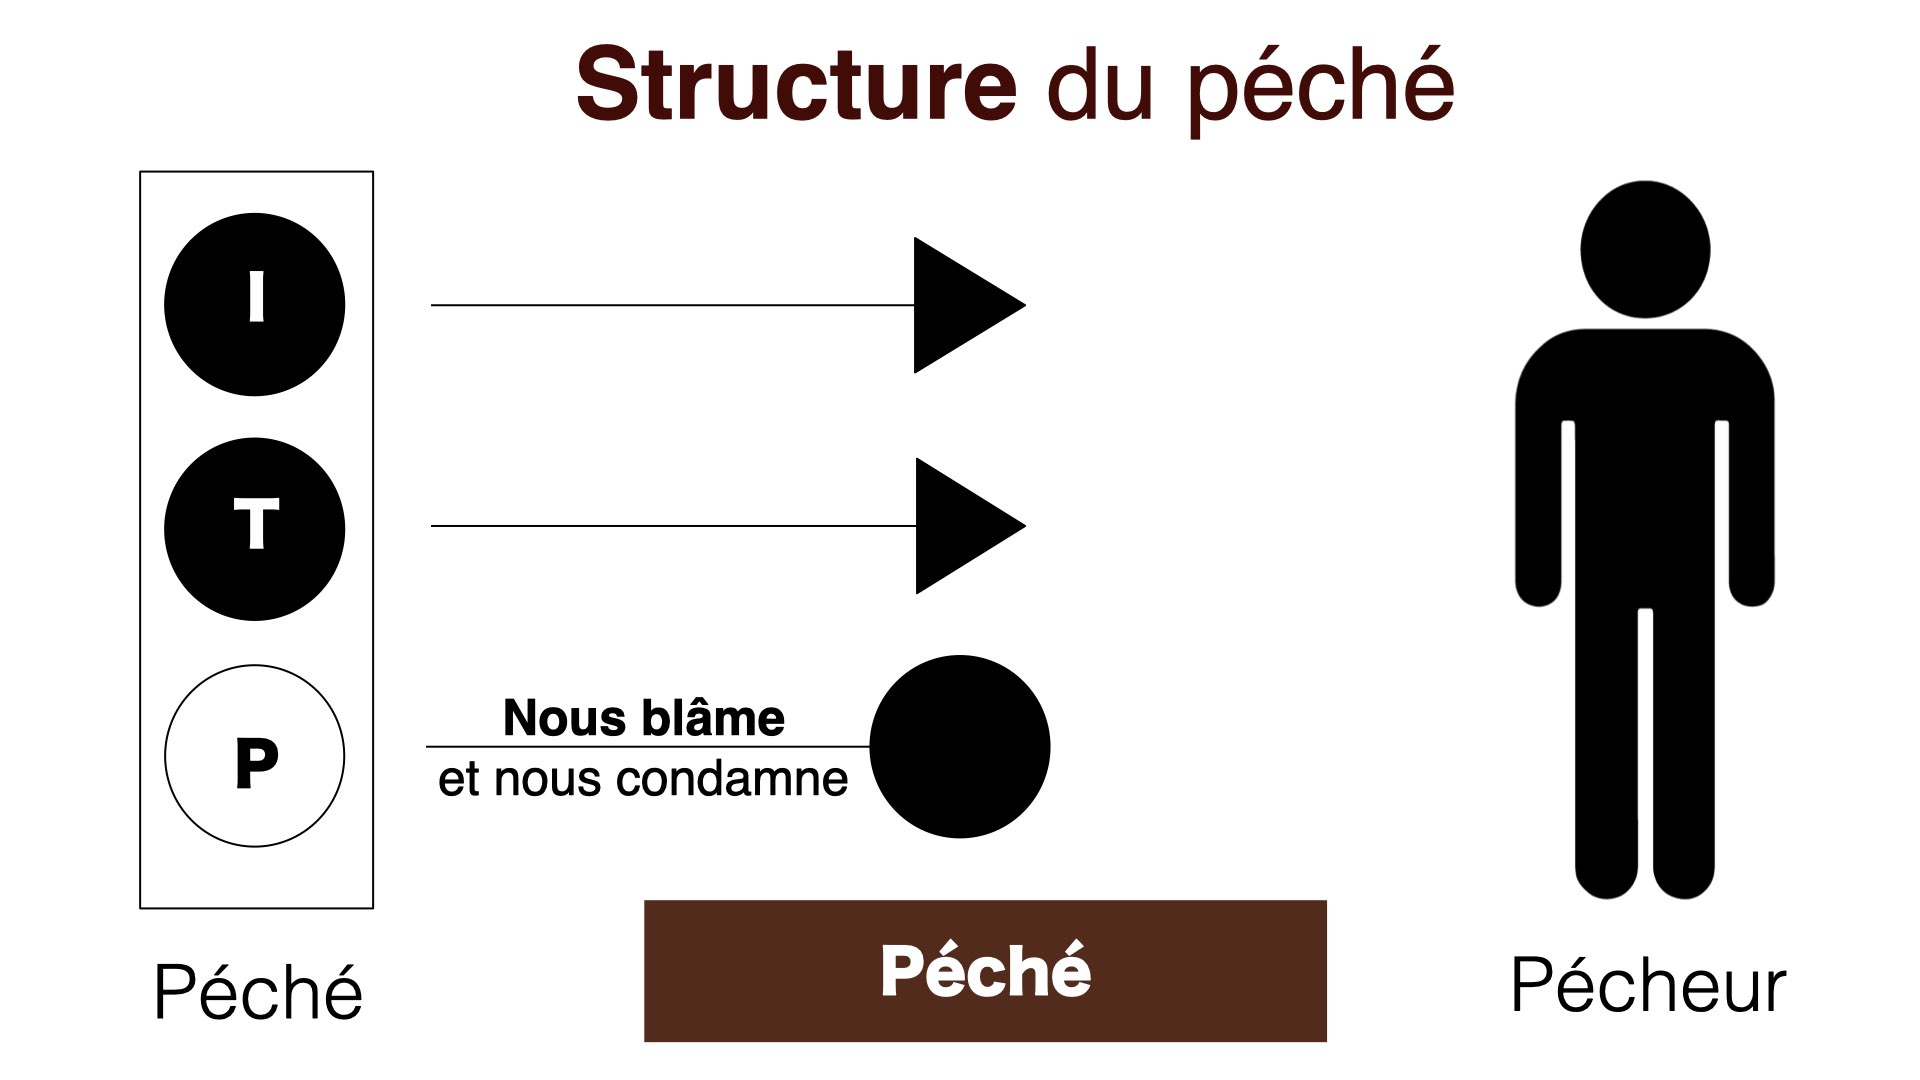 Structure du péché
I
T
P
Nous blâme
et nous condamne
Péché
Péché
Pécheur